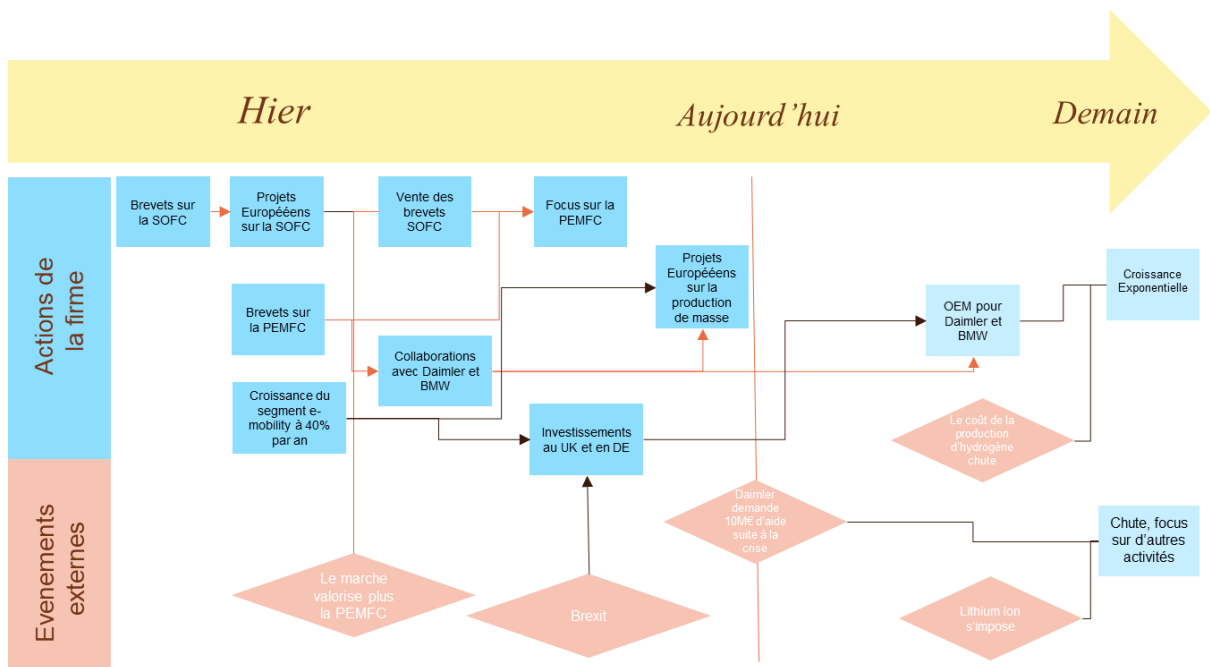 Hier
Aujourd’hui
Demain
Actions de
la firme
Brevets sur
la SOFC
Projets
Europééens
sur la SOFC
Vente des
brevets
SOFC
Focus sur la
PEMFC
Projets
Europééens
sur la
production
de masse
Croissance
Exponentielle
Brevets sur
la PEMFC
OEM pour
Daimler et
BMW
Collaborations
avec Daimler et
BMW
Croissance du
segment e-
mobility à 40%
par an
Investissements
au UK et en DE
Le coût de la
production
d’hydrogène
chute
Evenements
externes
Daimler
demande
10M€ d’aide
suite à la
crise
Chute, focus
sur d’autres
activités
Le marche
valorise plus
la PEMFC
Brexit
Lithium Ion
s’impose